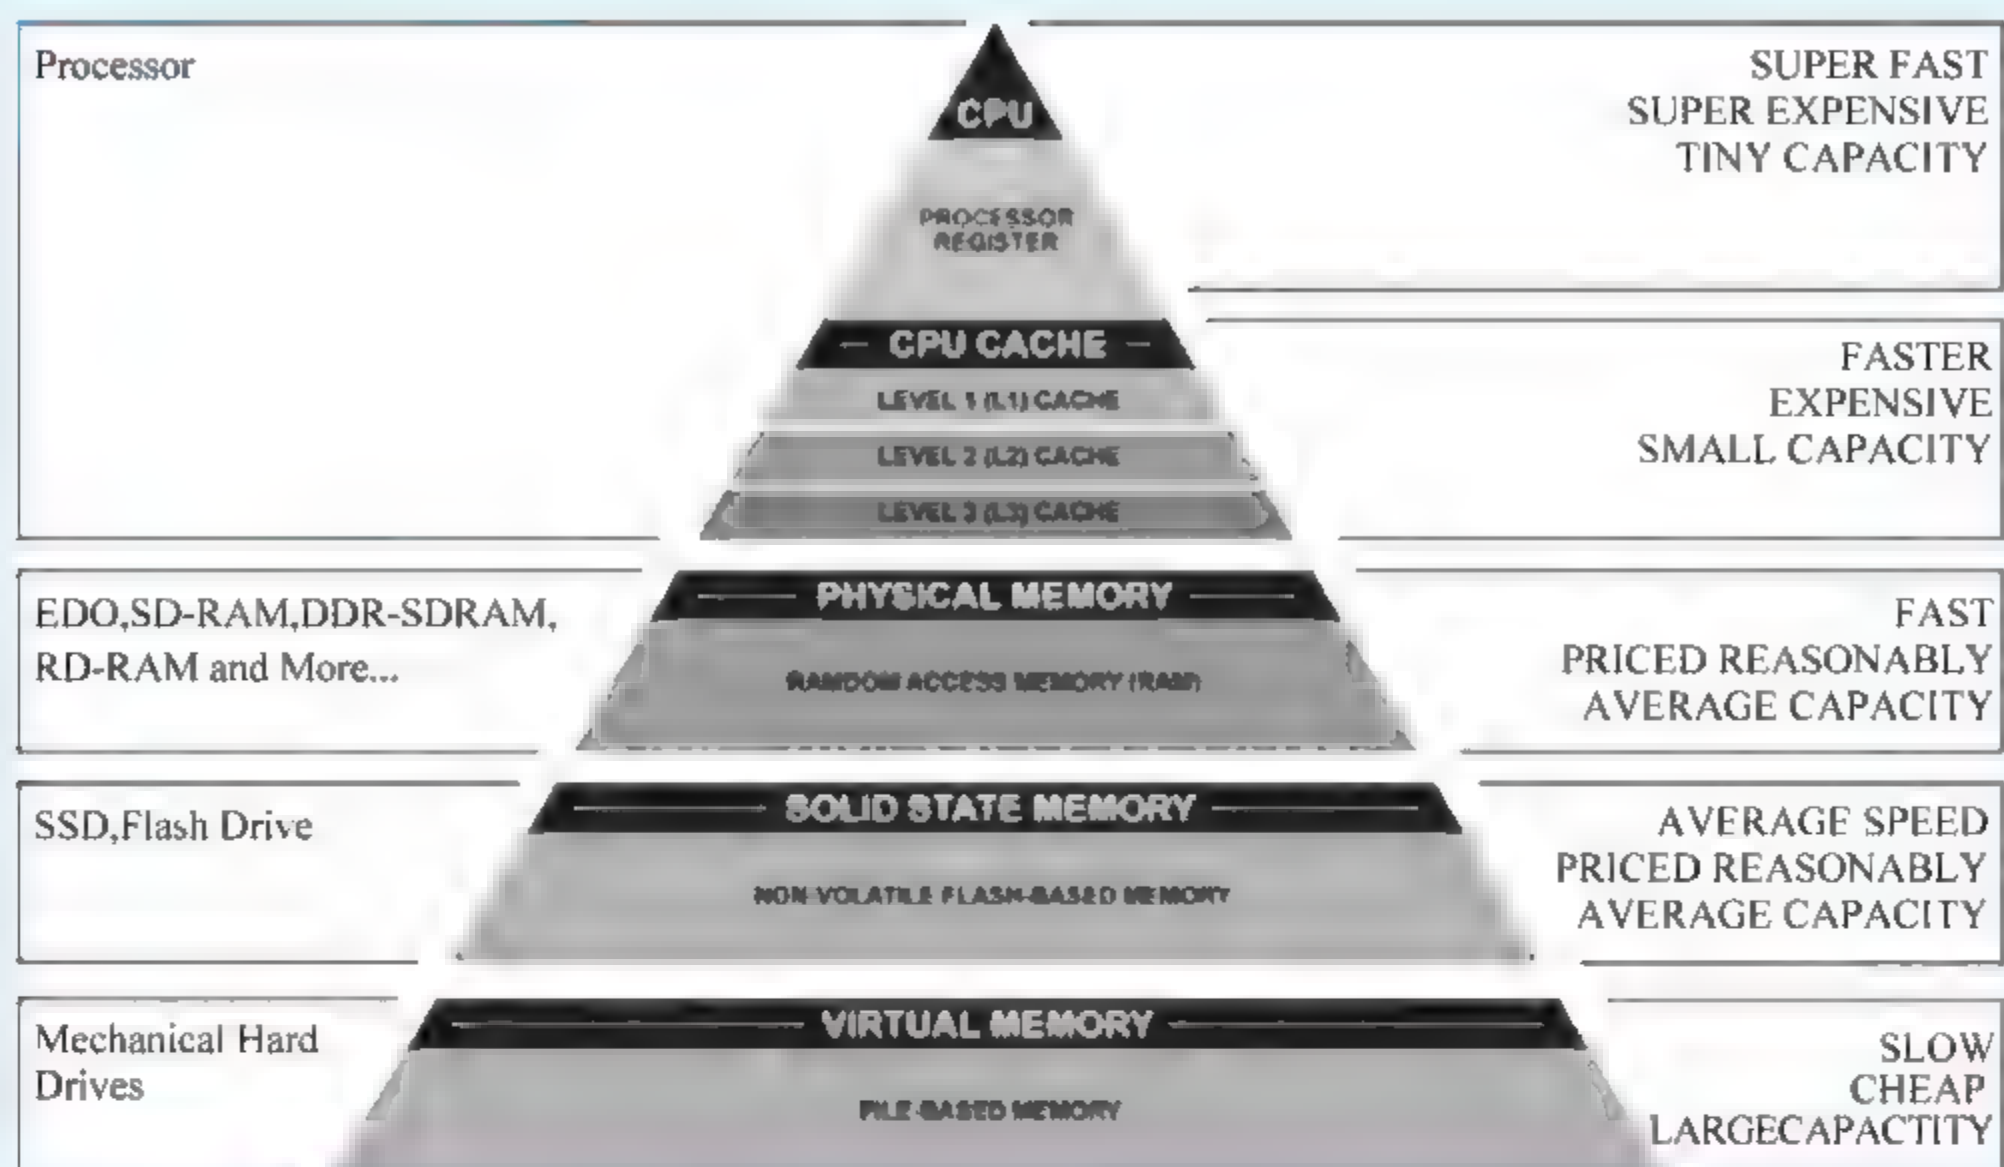 Processor
CPU
SUPER FAST
SUPER EXPENSIVE
TINY CAPACITY
PROCESSOR
REGISTER
CPU CACHE
LEVEL 1 (L1) CACHE
LEVEL 2 (L2) CACHE
LEVEL 3 (L3) CACHE
FASTER
EXPENSIVE
SMALL CAPACITY
EDO,SD-RAM,DDR-SDRAM,
RD-RAM and More...
PHYSICAL MEMORY
RAMDOM ACCESS MEMORY (RAM)
FAST
PRICED REASONABLY
AVERAGE CAPACITY
SSD,Flash Drive
SOLID STATE MEMORY
NON-VOLATILE FLASH-BASED MEMORY
AVERAGE SPEED
PRICED REASONABLY
AVERAGE CAPACITY
Mechanical Hard
Drives
VIRTUAL MEMORY
FILE-BASED MEMORY
SLOW
CHEAP
LARGECAPACTITY